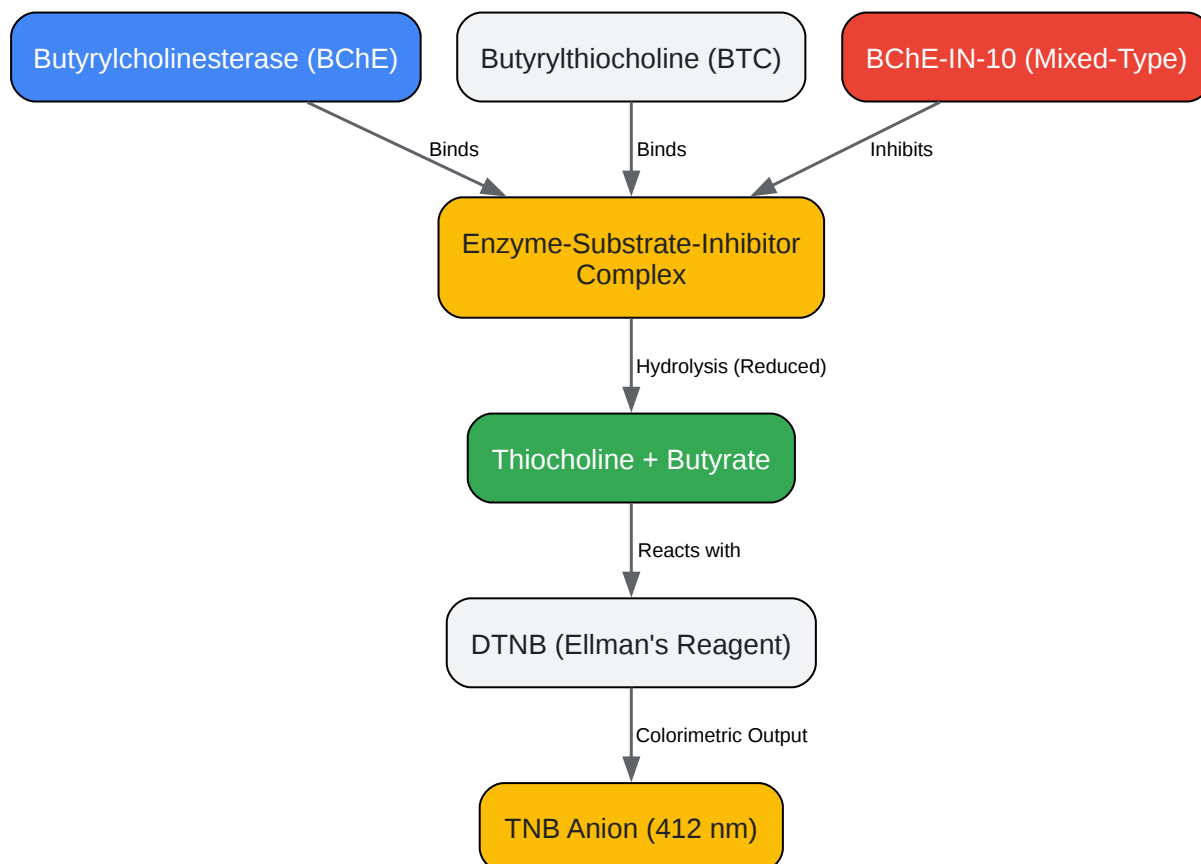 Butyrylcholinesterase (BChE)
Butyrylthiocholine (BTC)
BChE-IN-10 (Mixed-Type)
Binds
Binds
Inhibits
Enzyme-Substrate-Inhibitor
Complex
Hydrolysis (Reduced)
Thiocholine + Butyrate
Reacts with
DTNB (Ellman's Reagent)
Colorimetric Output
TNB Anion (412 nm)